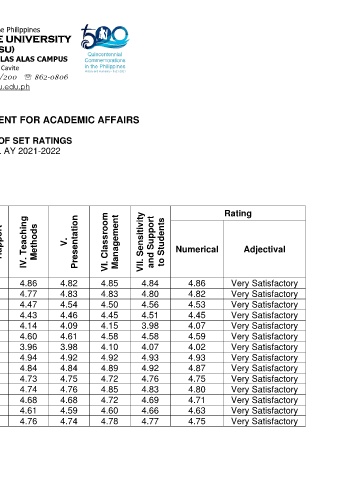 he Philippines
E UNIVERSITY
SU)
LAS ALAS CAMPUS
Cavite
/200 ☏ 862-0806
u.edu.ph
500
Quincentennial
Commemorations
in the Philippines
ENT FOR ACADEMIC AFFAIRS
OF SET RATINGS
, AY 2021-2022
IV. Teaching Methods
V. Presentation
VI. Classroom Management
VII. Sensitivity and Support to Students
Rating
Numerical Adjectival
4.86 4.82 4.85 4.84 4.86 Very Satisfactory
4.77 4.83 4.83 4.80 4.82 Very Satisfactory
4.47 4.54 4.50 4.56 4.53 Very Satisfactory
4.43 4.46 4.45 4.51 4.45 Very Satisfactory
4.14 4.09 4.15 3.98 4.07 Very Satisfactory
4.60 4.61 4.58 4.58 4.59 Very Satisfactory
3.96 3.98 4.10 4.07 4.02 Very Satisfactory
4.94 4.92 4.92 4.93 4.93 Very Satisfactory
4.84 4.84 4.89 4.92 4.87 Very Satisfactory
4.73 4.75 4.72 4.76 4.75 Very Satisfactory
4.74 4.76 4.85 4.83 4.80 Very Satisfactory
4.68 4.68 4.72 4.69 4.71 Very Satisfactory
4.61 4.59 4.60 4.66 4.63 Very Satisfactory
4.76 4.74 4.78 4.77 4.75 Very Satisfactory